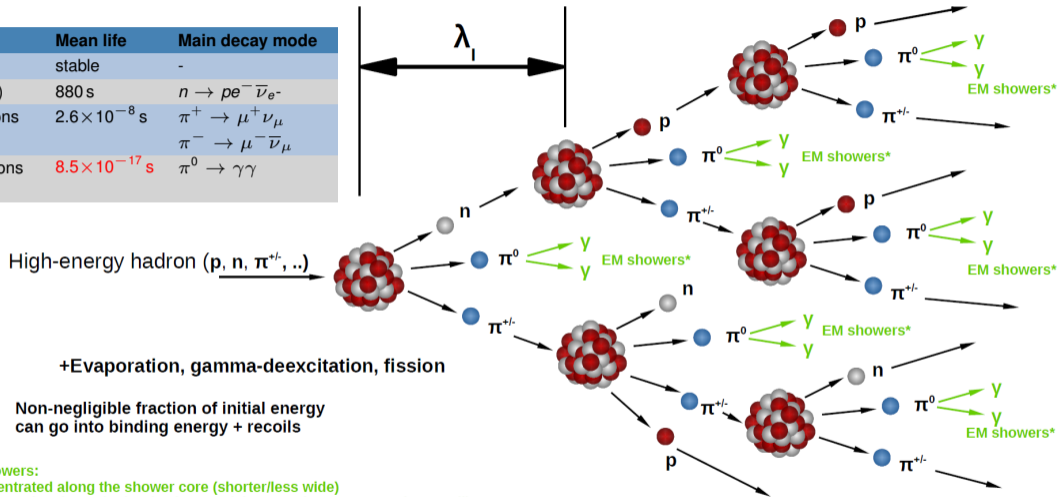 Mean life Main decay mode
stable -
) 880 s n → pe⁻ν̅ₑ-
ons 2.6×10⁻⁸ s π⁺ → μ⁺ν_μ
π⁻ → μ⁻ν̅_μ
ons 8.5×10⁻¹⁷ s π⁰ → γγ
λ_I
p
π⁰
γ
γ
EM showers*
π+/-
p
π⁰
γ
γ
EM showers*
π+/-
n
π⁰
γ
γ
EM showers*
π+/-
p
π⁰
γ
γ
EM showers*
π+/-
High-energy hadron (p, n, π+/-, ..)
n
π⁰
γ
γ
EM showers*
π+/-
p
n
π⁰
γ
γ
EM showers*
π+/-
+Evaporation, gamma-deexcitation, fission
Non-negligible fraction of initial energy
can go into binding energy + recoils
owers:
entrated along the shower core (shorter/less wide)